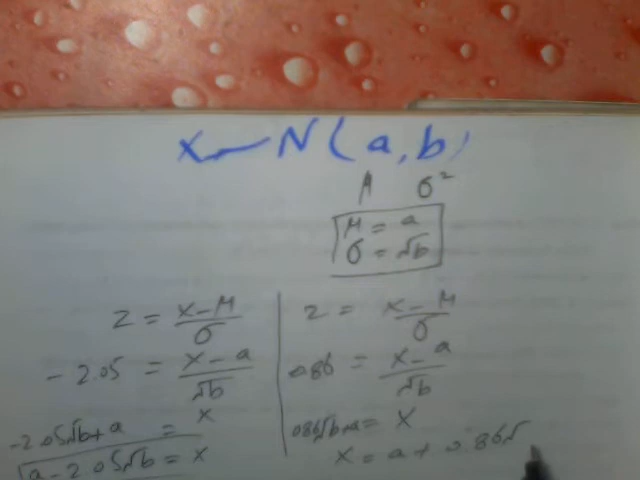 x ~ N(a, b)
μ σ²
μ = a
σ = √b
z = x-μ/σ
-2.05 = x-a/√b
-2.05√b+a = x
a-2.05√b = x
z = x-μ/σ
0.86 = x-a/√b
0.86√b+a = x
x = a+0.86√